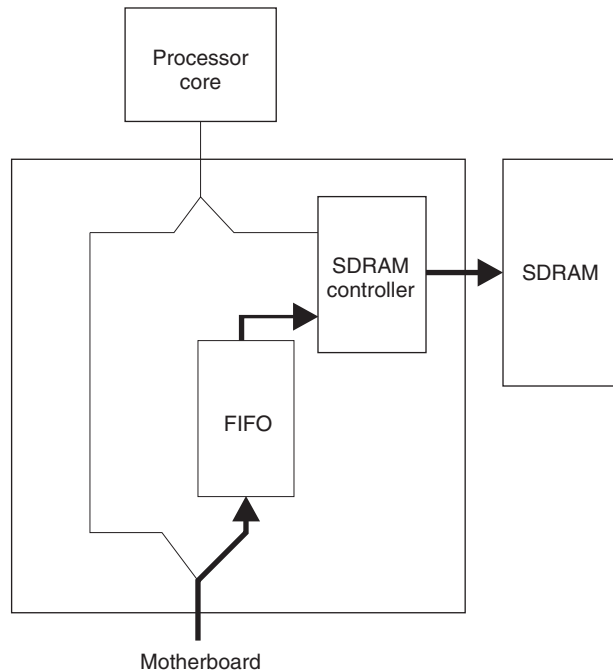 Processor
core
SDRAM
controller
SDRAM
FIFO
Motherboard